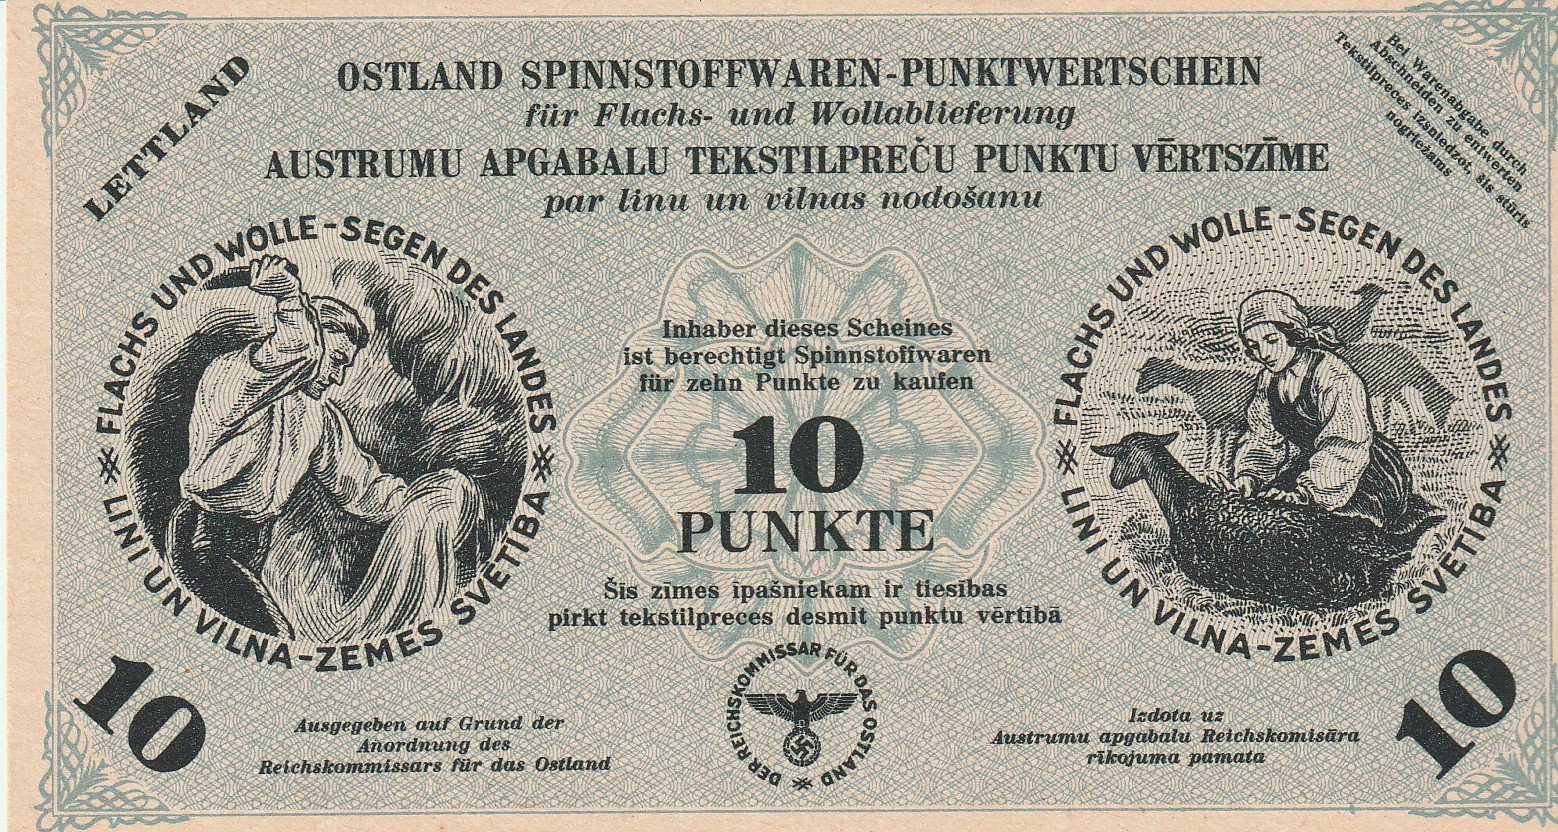 LETTLAND
OSTLAND SPINNSTOFFWAREN-PUNKTWERTSCHEIN
für Flachs- und Wollablieferung
AUSTRUMU APGABALU TEKSTILPREČU PUNKTU VĒRTSZĪME
par linu un vilnas nodošanu
Bei Warenabgabe durch
Abschneiden zu entwerten
Tekstilpreces izsniedzot, šis stūris
nogriežams
FLACHS UND WOLLE-SEGEN DES LANDES
LINI UN VILNA-ZEMES SVETIBA
Inhaber dieses Scheines
ist berechtigt Spinnstoffwaren
für zehn Punkte zu kaufen
10
PUNKTE
Šīs zīmes īpašniekam ir tiesības
pirkt tekstilpreces desmit punktu vērtībā
FLACHS UND WOLLE-SEGEN DES LANDES
LINI UN VILNA-ZEMES SVETIBA
10
Ausgegeben auf Grund der
Anordnung des
Reichskommissars für das Ostland
DER REICHSKOMMISSAR FÜR DAS OSTLAND
Izdota uz
Austrumu apgabalu Reichskomisāra
rīkojuma pamata
10